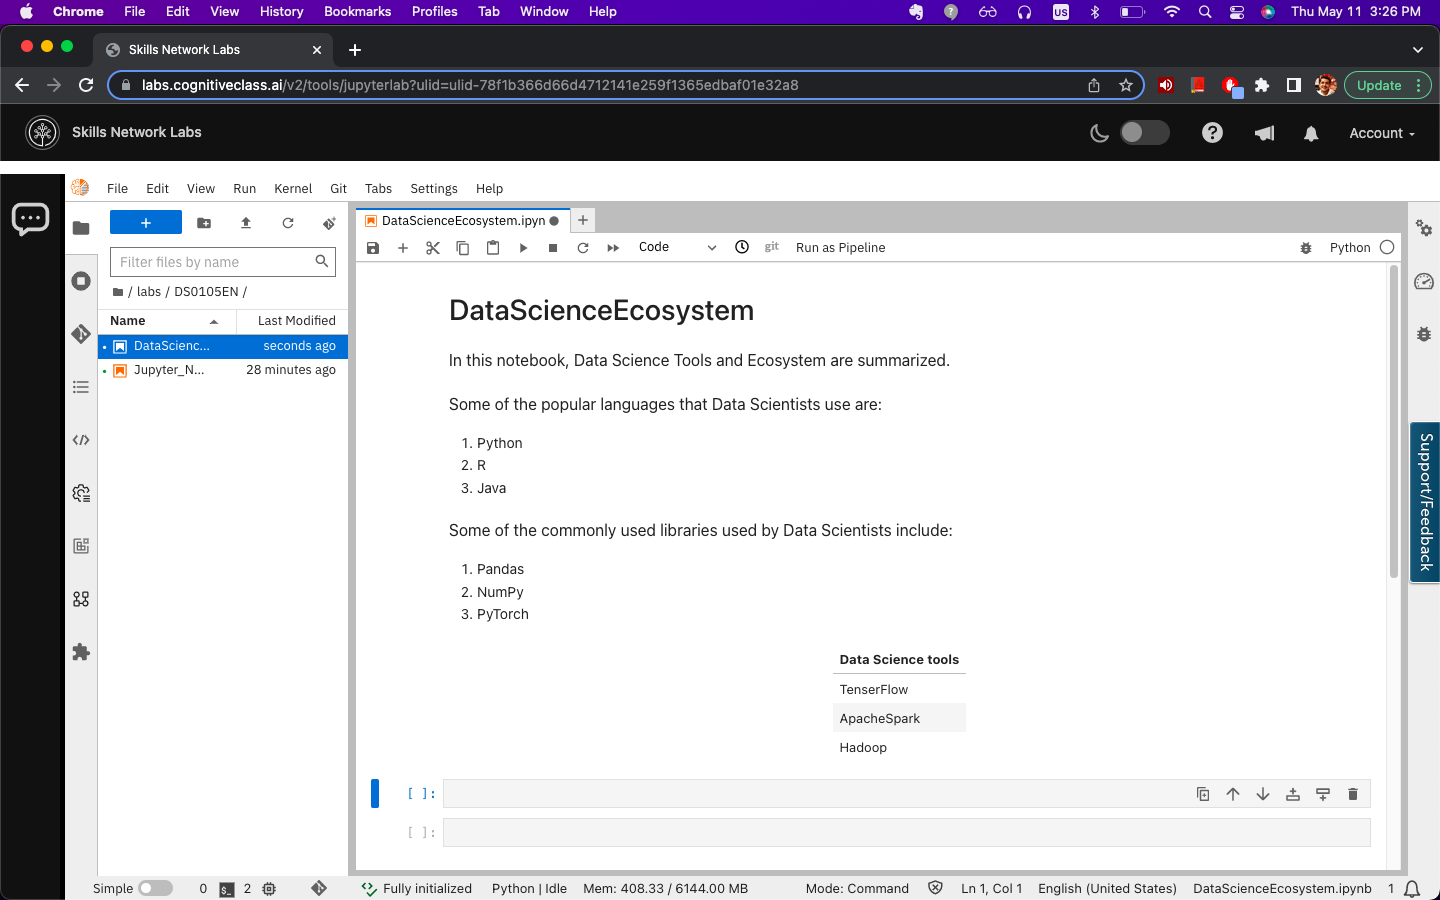 Chrome File Edit View History Bookmarks Profiles Tab Window Help US Thu May 11 3:26 PM
Skills Network Labs
labs.cognitiveclass.ai/v2/tools/jupyterlab?ulid=ulid-78f1b366d66d4712141e259f1365edbaf01e32a8 Update
Skills Network Labs Account
File Edit View Run Kernel Git Tabs Settings Help
DataScienceEcosystem.ipyn
Code git Run as Pipeline Python
Filter files by name
/ labs / DS0105EN /
Name Last Modified
DataScienc... seconds ago
Jupyter_N... 28 minutes ago
DataScienceEcosystem
In this notebook, Data Science Tools and Ecosystem are summarized.
Some of the popular languages that Data Scientists use are:
1. Python
2. R
3. Java
Some of the commonly used libraries used by Data Scientists include:
1. Pandas
2. NumPy
3. PyTorch
Data Science tools
TenserFlow
ApacheSpark
Hadoop
[ ]:
[ ]:
Support/Feedback
Simple 0 $_ 2 Fully initialized Python | Idle Mem: 408.33 / 6144.00 MB Mode: Command Ln 1, Col 1 English (United States) DataScienceEcosystem.ipynb 1